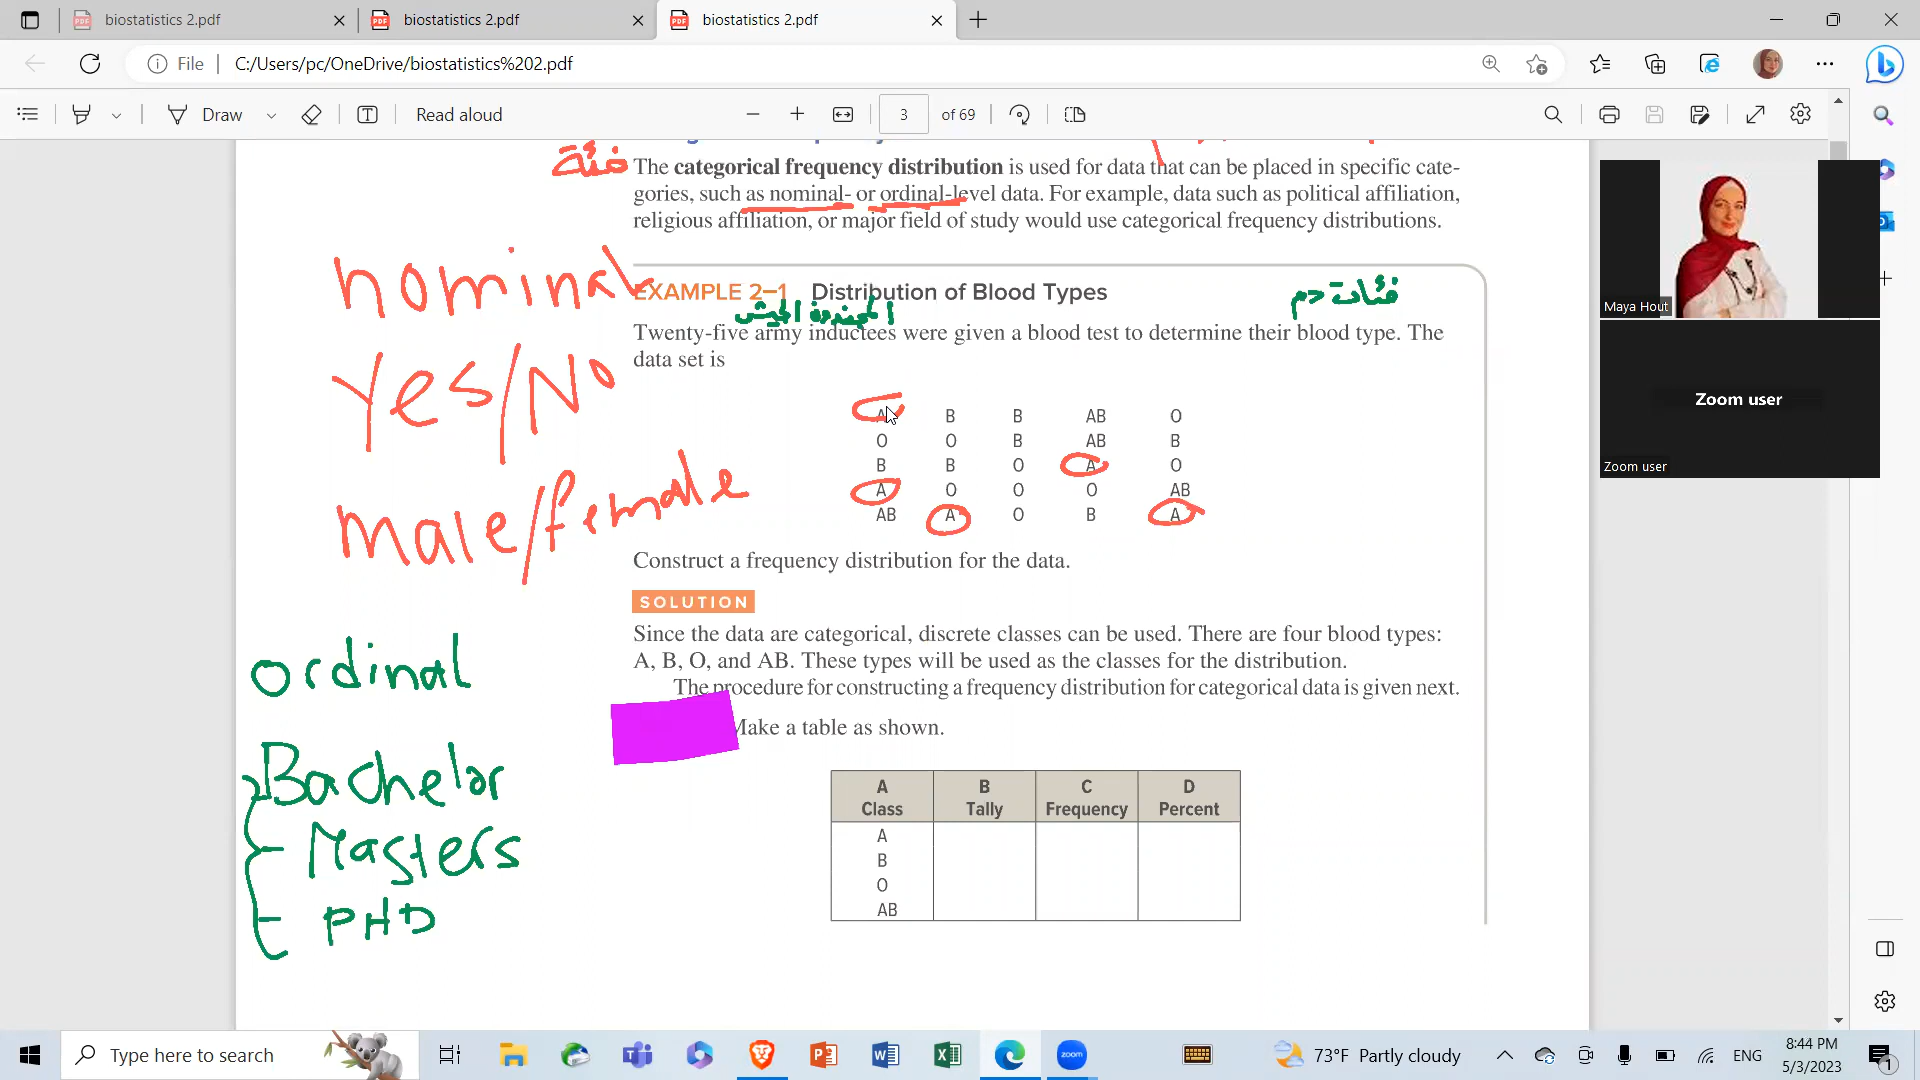 biostatistics 2.pdf
biostatistics 2.pdf
biostatistics 2.pdf
File
C:/Users/pc/OneDrive/biostatistics%202.pdf
Draw
Read aloud
3
of 69
فئة
The categorical frequency distribution is used for data that can be placed in specific cate-
gories, such as nominal- or ordinal-level data. For example, data such as political affiliation,
religious affiliation, or major field of study would use categorical frequency distributions.
nominal
Yes/No
male/female
ordinal
Bachelor
Masters
PHD
EXAMPLE 2–1 Distribution of Blood Types
فئات دم
Twenty-five army inductees were given a blood test to determine their blood type. The
data set is
A B B AB O
O O B AB B
B B O A O
A O O O AB
AB A O B A
Construct a frequency distribution for the data.
SOLUTION
Since the data are categorical, discrete classes can be used. There are four blood types:
A, B, O, and AB. These types will be used as the classes for the distribution.
The procedure for constructing a frequency distribution for categorical data is given next.
Make a table as shown.
A B C D
Class Tally Frequency Percent
A
B
O
AB
Maya Hout
Zoom user
Zoom user
Type here to search
zoom
73°F Partly cloudy
ENG
8:44 PM
5/3/2023
1